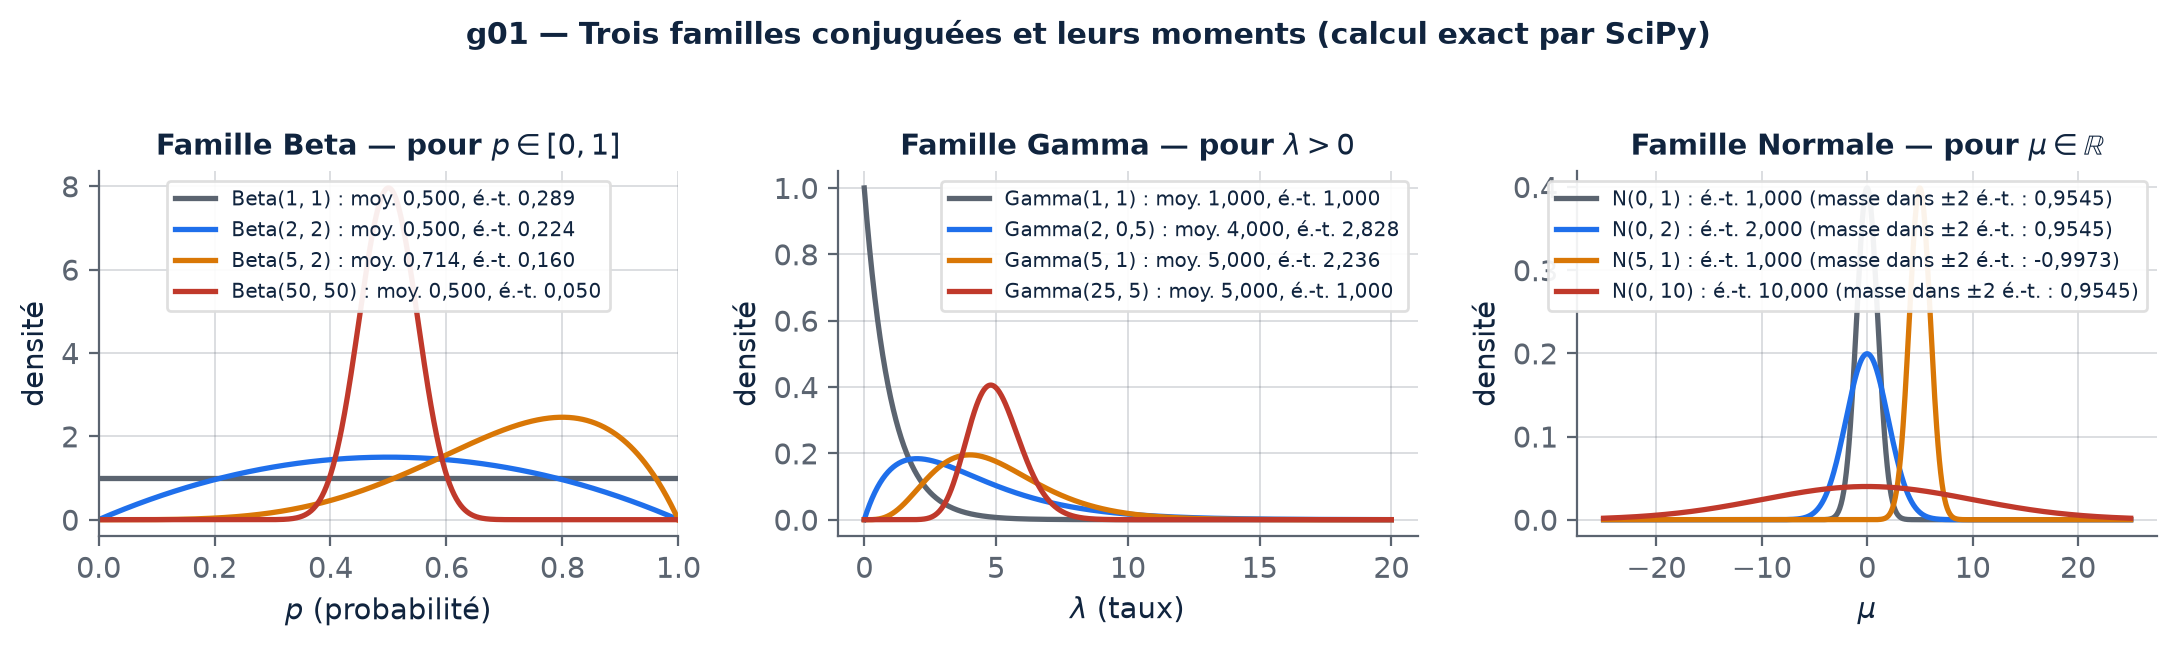 g01 — Trois familles conjuguées et leurs moments (calcul exact par SciPy)
Famille Beta — pour p ∈ [0, 1]
densité
8
6
4
2
0
Beta(1, 1) : moy. 0,500, é.-t. 0,289
Beta(2, 2) : moy. 0,500, é.-t. 0,224
Beta(5, 2) : moy. 0,714, é.-t. 0,160
Beta(50, 50) : moy. 0,500, é.-t. 0,050
0.0 0.2 0.4 0.6 0.8 1.0
p (probabilité)
Famille Gamma — pour λ > 0
densité
1.0
0.8
0.6
0.4
0.2
0.0
Gamma(1, 1) : moy. 1,000, é.-t. 1,000
Gamma(2, 0,5) : moy. 4,000, é.-t. 2,828
Gamma(5, 1) : moy. 5,000, é.-t. 2,236
Gamma(25, 5) : moy. 5,000, é.-t. 1,000
0 5 10 15 20
λ (taux)
Famille Normale — pour μ ∈ ℝ
densité
0.4
0.3
0.2
0.1
0.0
N(0, 1) : é.-t. 1,000 (masse dans ±2 é.-t. : 0,9545)
N(0, 2) : é.-t. 2,000 (masse dans ±2 é.-t. : 0,9545)
N(5, 1) : é.-t. 1,000 (masse dans ±2 é.-t. : -0,9973)
N(0, 10) : é.-t. 10,000 (masse dans ±2 é.-t. : 0,9545)
−20 −10 0 10 20
μ